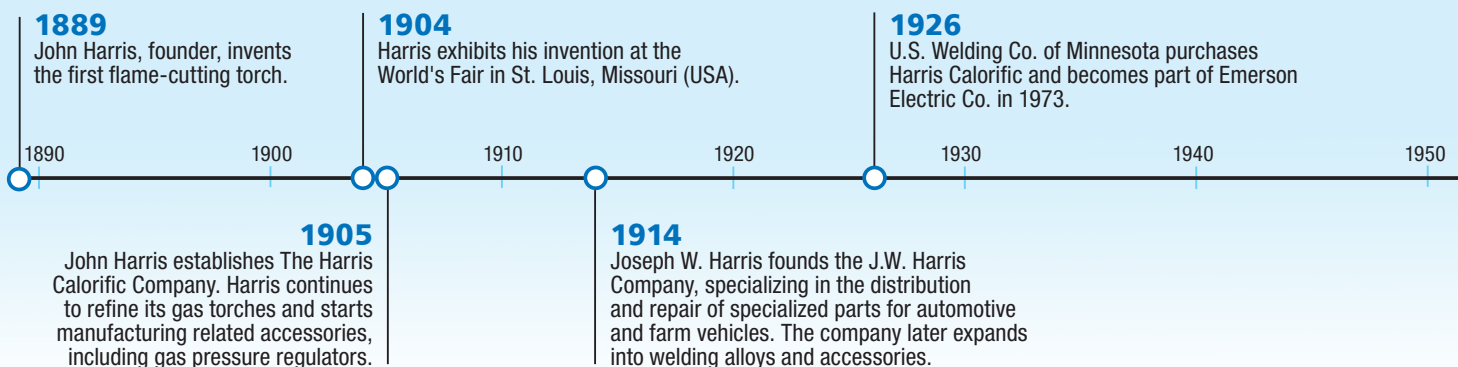 1889
John Harris, founder, invents
the first flame-cutting torch.
1904
Harris exhibits his invention at the
World's Fair in St. Louis, Missouri (USA).
1926
U.S. Welding Co. of Minnesota purchases
Harris Calorific and becomes part of Emerson
Electric Co. in 1973.
1890
1900
1910
1920
1930
1940
1950
1905
John Harris establishes The Harris
Calorific Company. Harris continues
to refine its gas torches and starts
manufacturing related accessories,
including gas pressure regulators.
1914
Joseph W. Harris founds the J.W. Harris
Company, specializing in the distribution
and repair of specialized parts for automotive
and farm vehicles. The company later expands
into welding alloys and accessories.